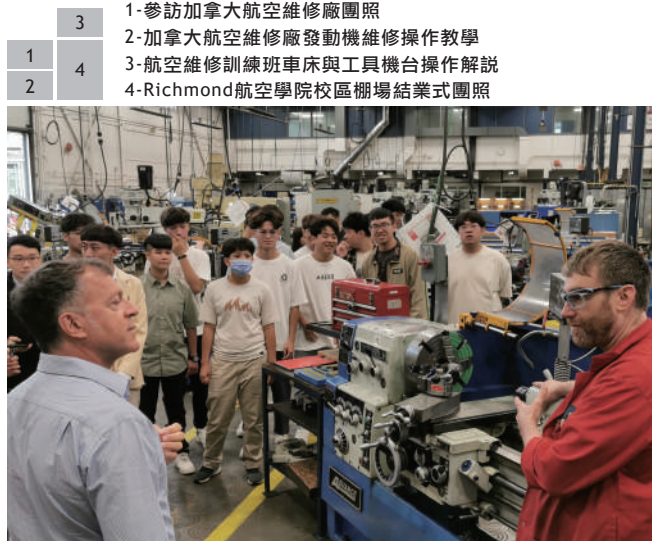 3
1
4
2
1-參訪加拿大航空維修廠團照
2-加拿大航空維修廠發動機維修操作教學
3-航空維修訓練班車床與工具機台操作解說
4-Richmond航空學院校區棚場結業式團照